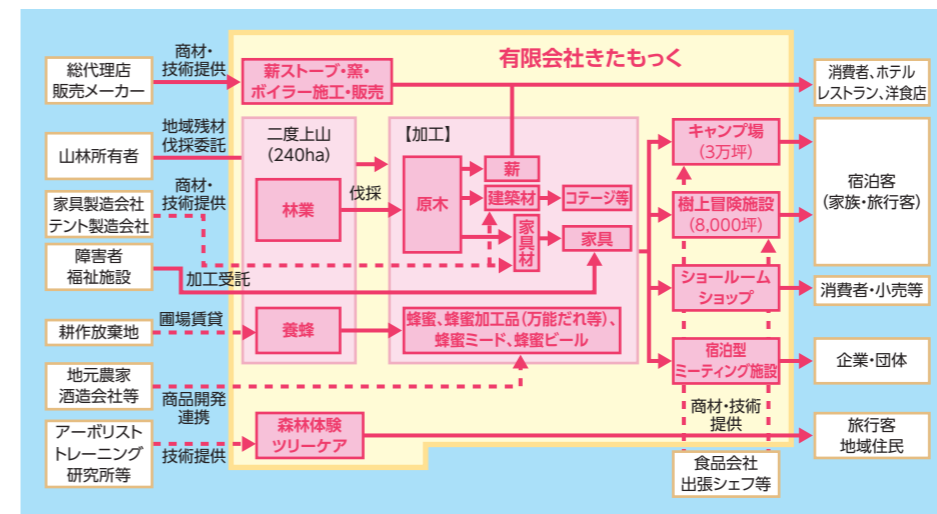 有限会社きたもっく
総代理店
販売メーカー
商材・
技術提供
薪ストーブ・窯・
ボイラー施工・販売
消費者、ホテル
レストラン、洋食店
山林所有者
地域残材
伐採委託
二度上山
(240ha)
林業
伐採
【加工】
原木
薪
建築材
コテージ等
家具材
家具
キャンプ場
(3万坪)
樹上冒険施設
(8,000坪)
宿泊客
(家族・旅行客)
家具製造会社
テント製造会社
商材・
技術提供
障害者
福祉施設
加工受託
ショールーム
ショップ
消費者・小売等
耕作放棄地
圃場賃貸
養蜂
蜂蜜、蜂蜜加工品(万能だれ等)、
蜂蜜ミード、蜂蜜ビール
宿泊型
ミーティング施設
企業・団体
地元農家
酒造会社等
商品開発
連携
アーボリスト
トレーニング
研究所等
技術提供
森林体験
ツリーケア
商材・技術
提供
食品会社
出張シェフ等
旅行客
地域住民